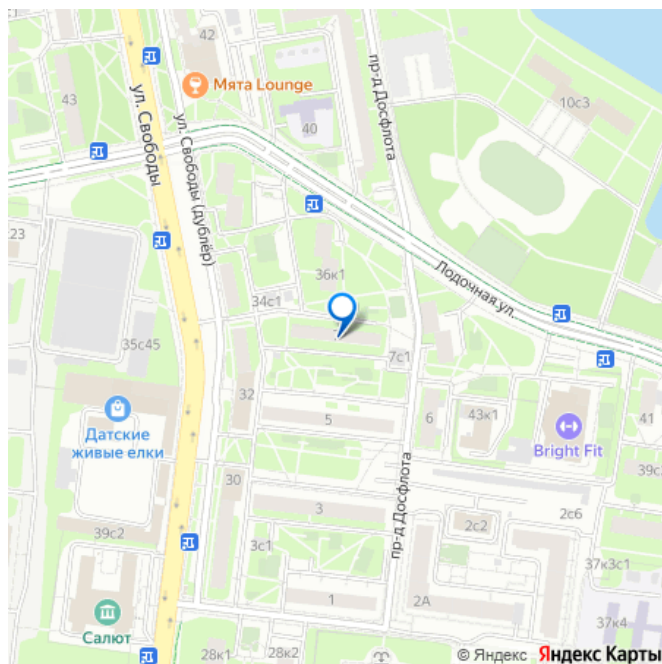 42
Мята Lounge
пр-д Досфлота
43
ул. Свободы
ул. Свободы (дублёр)
40
10с3
23
36к1
Лодочная ул.
34с1
35с45
7с1
32
5
6
43к1
41
Датские
живые елки
Bright Fit
39с
30
3
пр-д Досфлота
2с2
2с6
39с2
3с1
37к3с1
1
2А
37к4
Салют
28к1
28к2
© Яндекс
Яндекс Карты